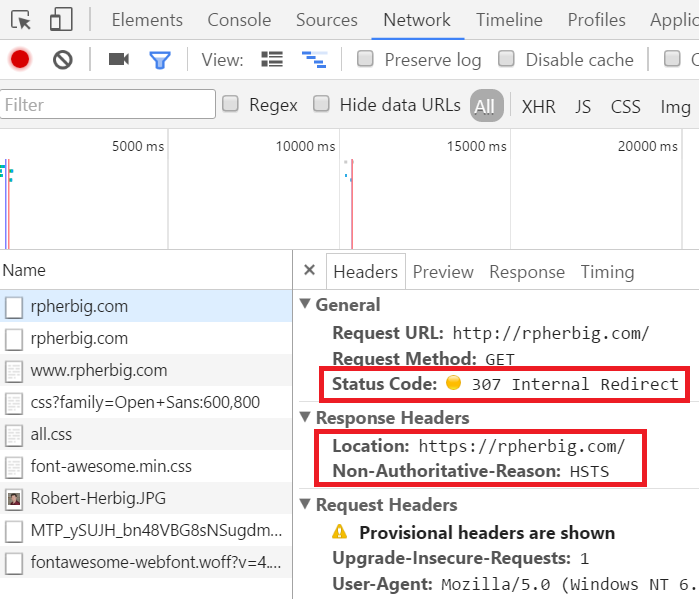 Elements Console Sources Network Timeline Profiles Applic
View: Preserve log Disable cache
Filter Regex Hide data URLs All XHR JS CSS Img
5000 ms 10000 ms 15000 ms 20000 ms
Name
rpherbig.com
rpherbig.com
www.rpherbig.com
css?family=Open+Sans:600,800
all.css
font-awesome.min.css
Robert-Herbig.JPG
MTP_ySUJH_bn48VBG8sNSugdm...
fontawesome-webfont.woff?v=4....
× Headers Preview Response Timing
General
Request URL: http://rpherbig.com/
Request Method: GET
Status Code: 307 Internal Redirect
Response Headers
Location: https://rpherbig.com/
Non-Authoritative-Reason: HSTS
Request Headers
Provisional headers are shown
Upgrade-Insecure-Requests: 1
User-Agent: Mozilla/5.0 (Windows NT 6.